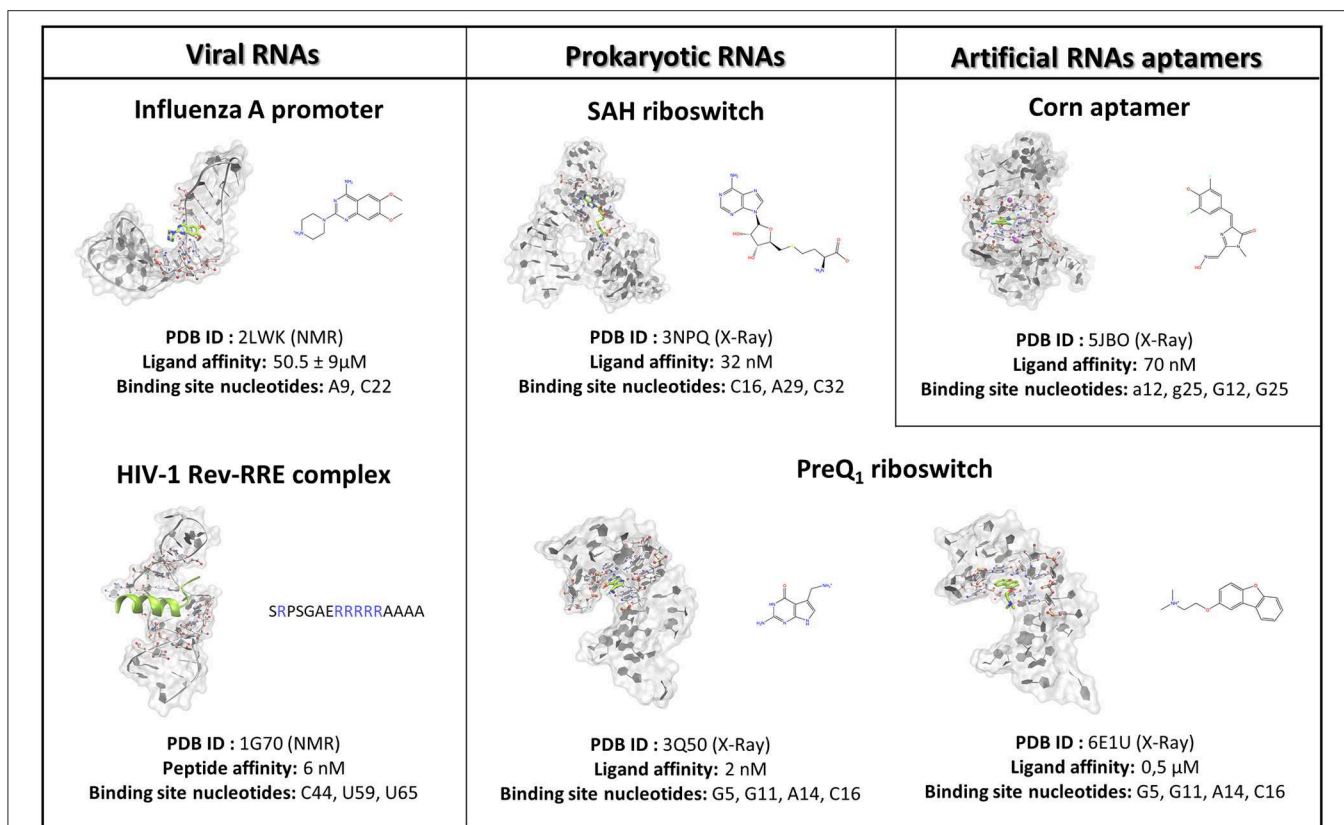 Viral RNAs
Prokaryotic RNAs
Artificial RNAs aptamers
Influenza A promoter
PDB ID : 2LWK (NMR)
Ligand affinity: 50.5 ± 9µM
Binding site nucleotides: A9, C22
SAH riboswitch
PDB ID : 3NPQ (X-Ray)
Ligand affinity: 32 nM
Binding site nucleotides: C16, A29, C32
Corn aptamer
PDB ID : 5JBO (X-Ray)
Ligand affinity: 70 nM
Binding site nucleotides: a12, g25, G12, G25
HIV-1 Rev-RRE complex
SRPSGAERRRRRAAAA
PDB ID : 1G70 (NMR)
Peptide affinity: 6 nM
Binding site nucleotides: C44, U59, U65
PreQ₁ riboswitch
PDB ID : 3Q50 (X-Ray)
Ligand affinity: 2 nM
Binding site nucleotides: G5, G11, A14, C16
PDB ID : 6E1U (X-Ray)
Ligand affinity: 0,5 µM
Binding site nucleotides: G5, G11, A14, C16